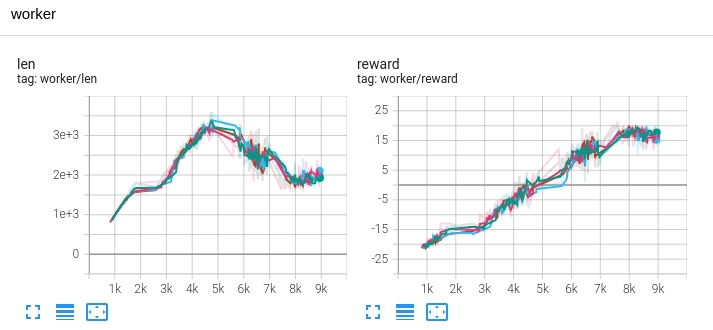 worker
len
tag: worker/len
reward
tag: worker/reward
3e+3
2e+3
1e+3
0
1k 2k 3k 4k 5k 6k 7k 8k 9k
25
15
5
-5
-15
-25
1k 2k 3k 4k 5k 6k 7k 8k 9k